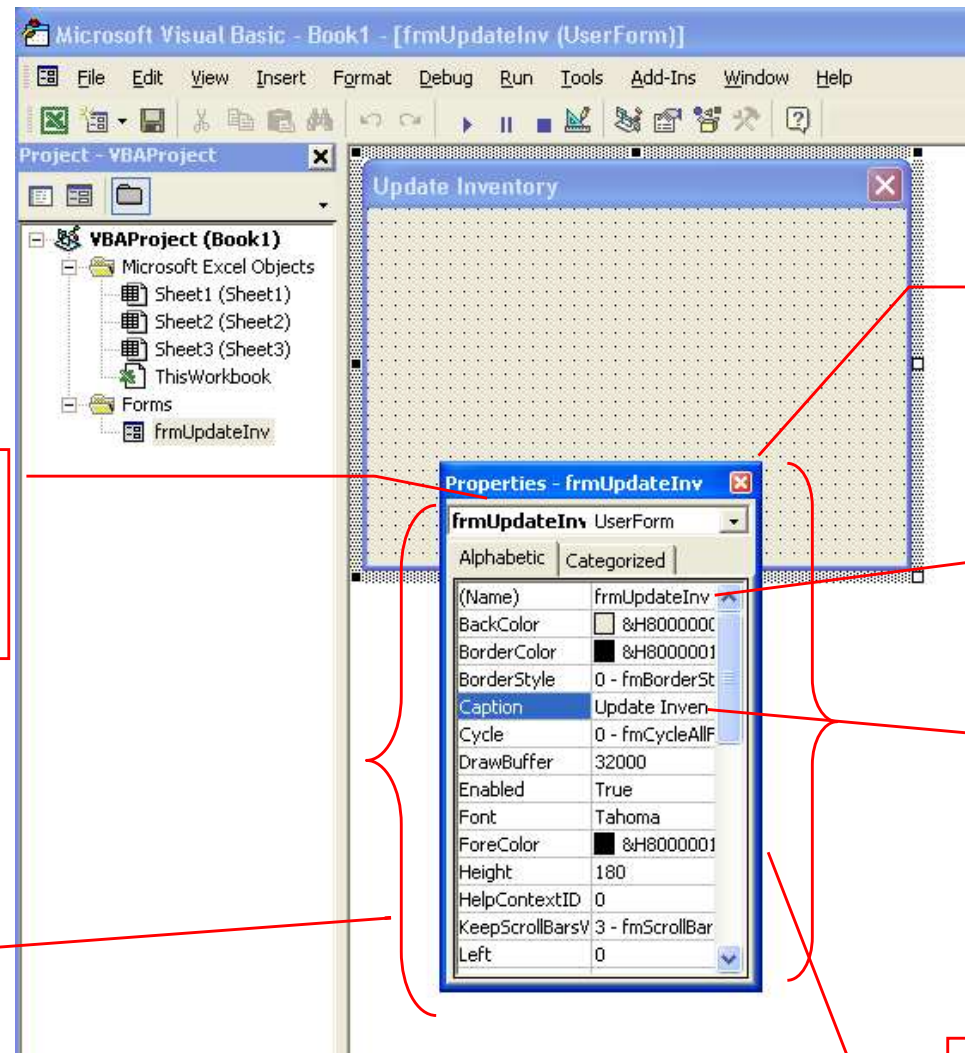 Microsoft Visual Basic - Book1 - [frmUpdateInv (UserForm)]
File Edit View Insert Format Debug Run Tools Add-Ins Window Help
Project - VBAProject
VBAProject (Book1)
Microsoft Excel Objects
Sheet1 (Sheet1)
Sheet2 (Sheet2)
Sheet3 (Sheet3)
ThisWorkbook
Forms
frmUpdateInv
Update Inventory
Properties - frmUpdateInv
frmUpdateInv UserForm
Alphabetic Categorized
(Name) frmUpdateInv
BackColor &H8000000
BorderColor &H8000001
BorderStyle 0 - fmBorderSt
Caption Update Inven
Cycle 0 - fmCycleAllF
DrawBuffer 32000
Enabled True
Font Tahoma
ForeColor &H8000001
Height 180
HelpContextID 0
KeepScrollBarsV 3 - fmScrollBar
Left 0